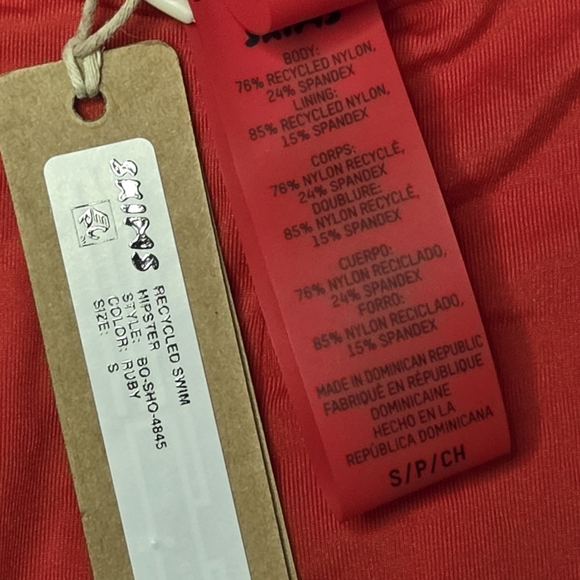 SKIMS
RECYCLED SWIM
HIPSTER
STYLE: BO-SHO-4845
COLOR: RUBY
SIZE: S
SKIMS
BODY:
76% RECYCLED NYLON,
24% SPANDEX
LINING:
85% RECYCLED NYLON,
15% SPANDEX
CORPS:
76% NYLON RECYCLÉ,
24% SPANDEX
DOUBLURE:
85% NYLON RECYCLÉ,
15% SPANDEX
CUERPO:
76% NYLON RECICLADO,
24% SPANDEX
FORRO:
85% NYLON RECICLADO,
15% SPANDEX
MADE IN DOMINICAN REPUBLIC
FABRIQUÉ EN RÉPUBLIQUE
DOMINICAINE
HECHO EN LA
REPÚBLICA DOMINICANA
S/P/CH